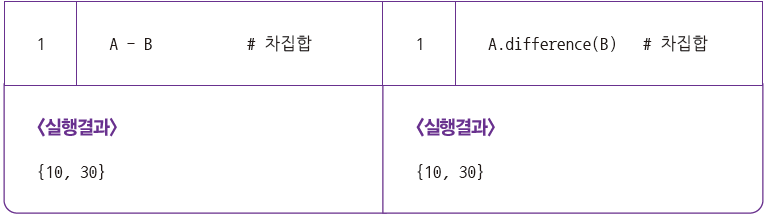 1 A - B # 차집합
1 A.difference(B) # 차집합
<실행결과>
{10, 30}
<실행결과>
{10, 30}